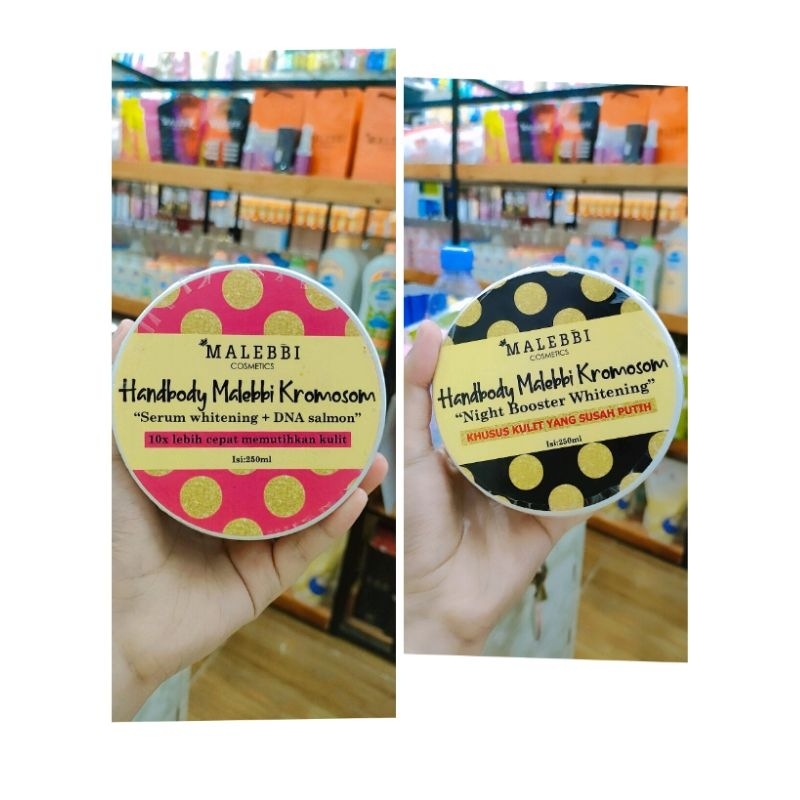 MALEBBI
COSMETICS
Handbody Malebbi Kromosom
“Serum whitening + DNA salmon”
10x lebih cepat memutihkan kulit
Isi:250ml
MALEBBI
COSMETICS
Handbody Malebbi Kromosom
“Night Booster Whitening”
KHUSUS KULIT YANG SUSAH PUTIH
Isi:250ml